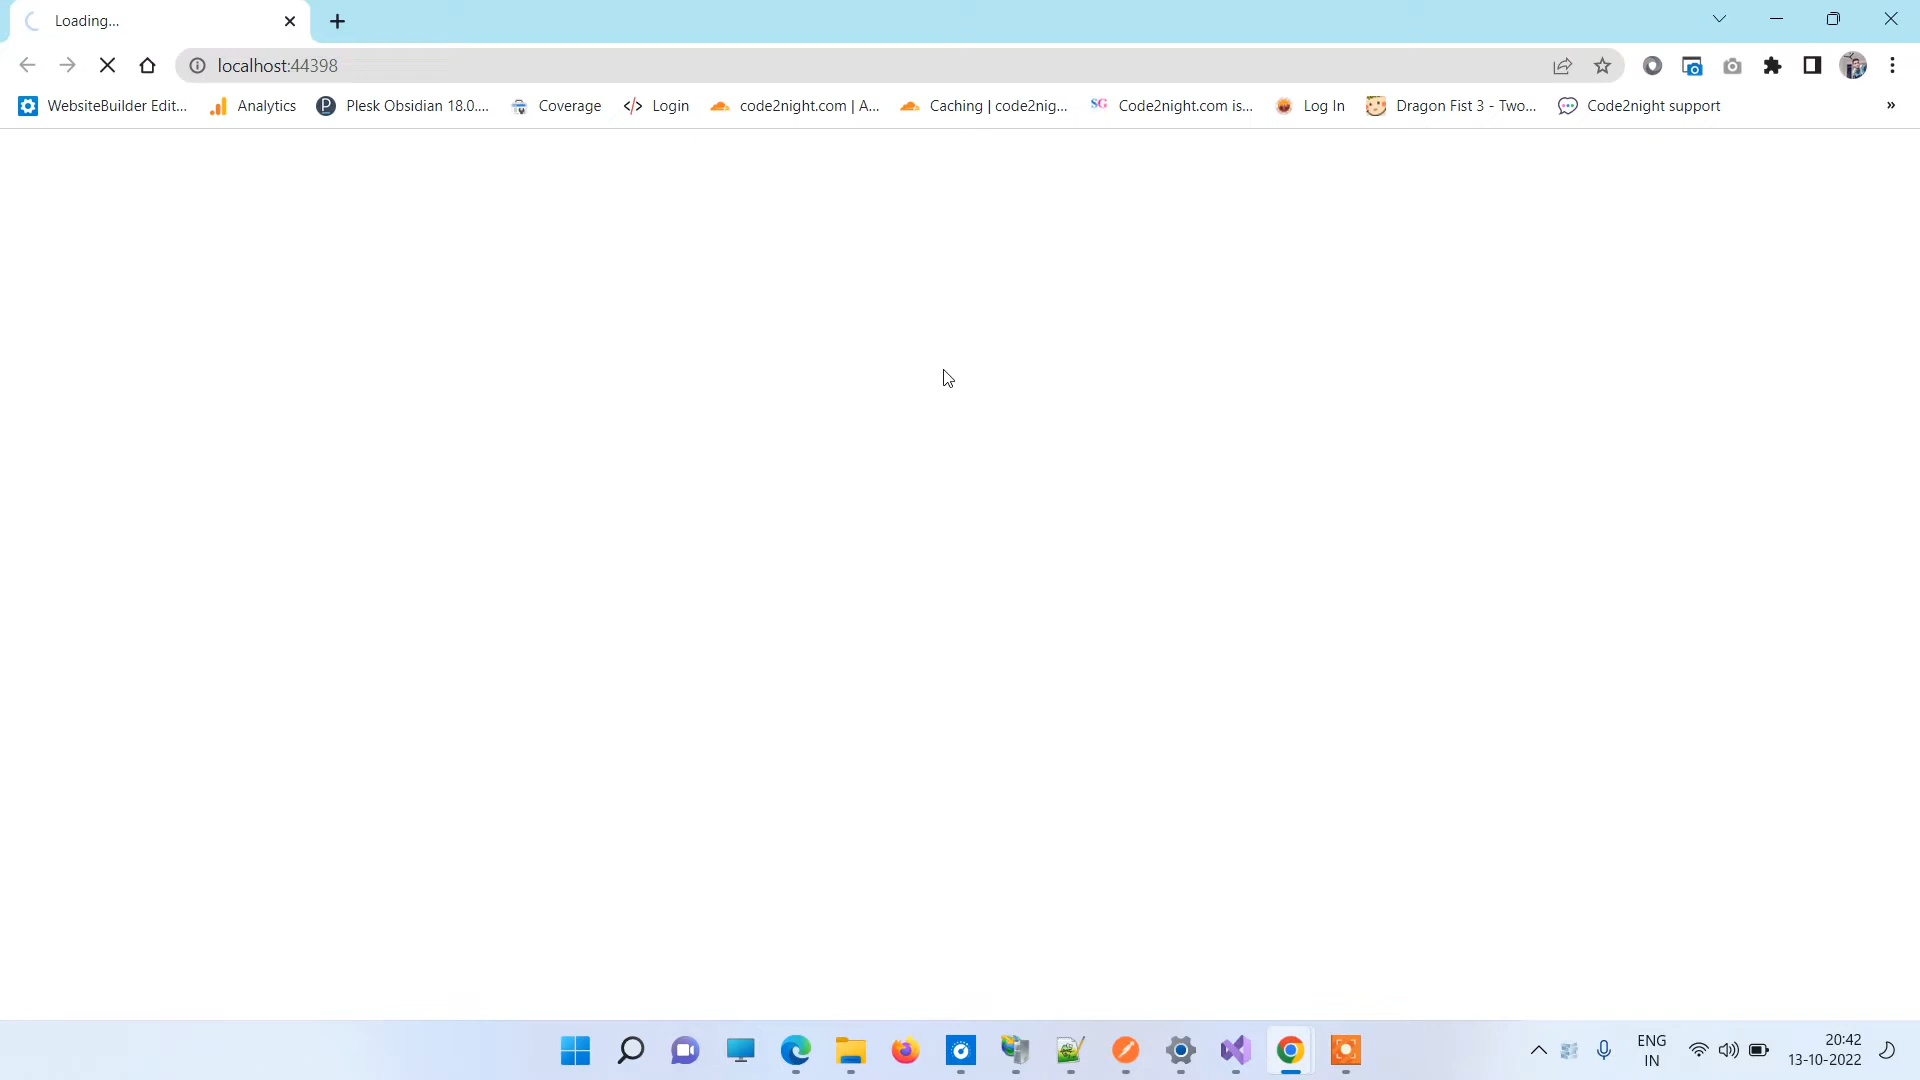 Loading...
localhost:44398
WebsiteBuilder Edit...
Analytics
Plesk Obsidian 18.0....
Coverage
Login
code2night.com | A...
Caching | code2nig...
SG
Code2night.com is...
Log In
Dragon Fist 3 - Two...
Code2night support
»
ENG
IN
20:42
13-10-2022